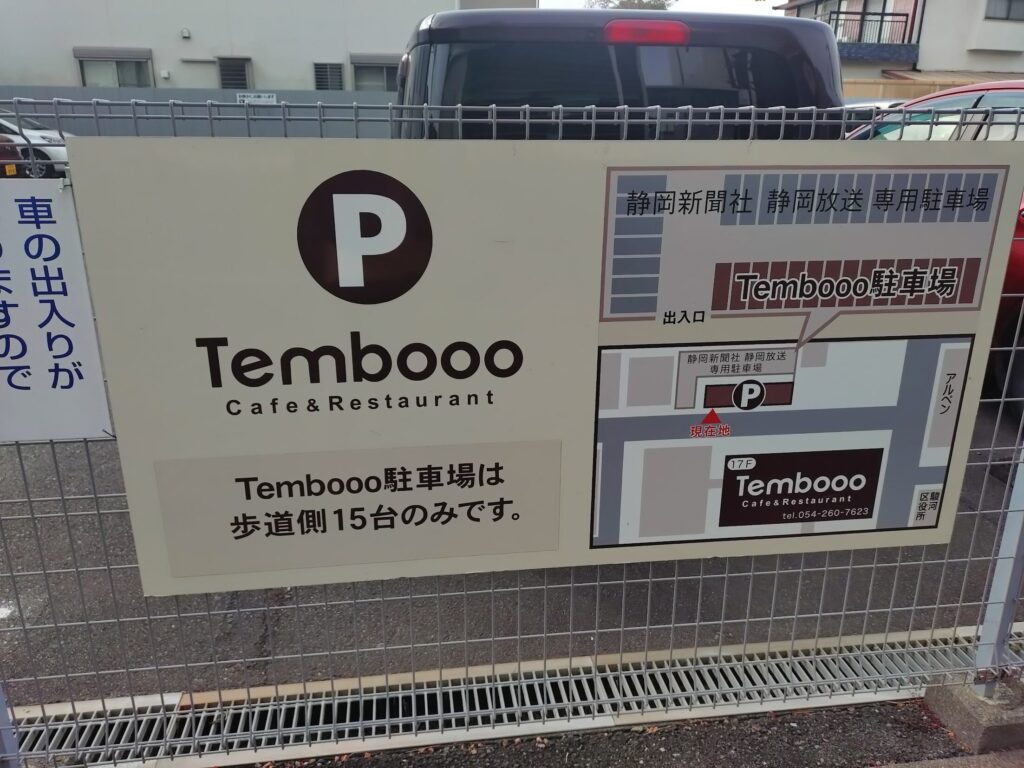 車の出入りが
ますので
P
Tembooo
Cafe&Restaurant
Tembooo駐車場は
歩道側15台のみです。
静岡新聞社 静岡放送 専用駐車場
Tembooo駐車場
出入口
静岡新聞社 静岡放送
専用駐車場
P
現在地
アルペン
17F
Tembooo
Cafe&Restaurant
tel.054-260-7623
駿河
区役所